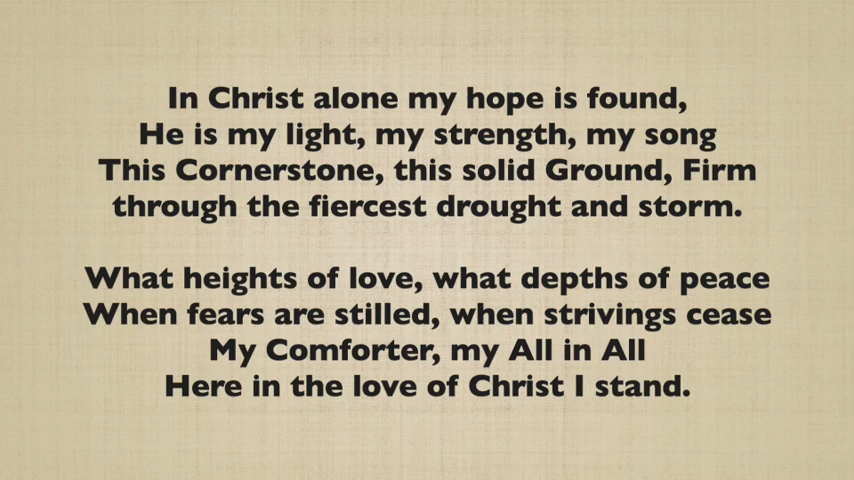 In Christ alone my hope is found,
He is my light, my strength, my song
This Cornerstone, this solid Ground, Firm
through the fiercest drought and storm.
What heights of love, what depths of peace
When fears are stilled, when strivings cease
My Comforter, my All in All
Here in the love of Christ I stand.